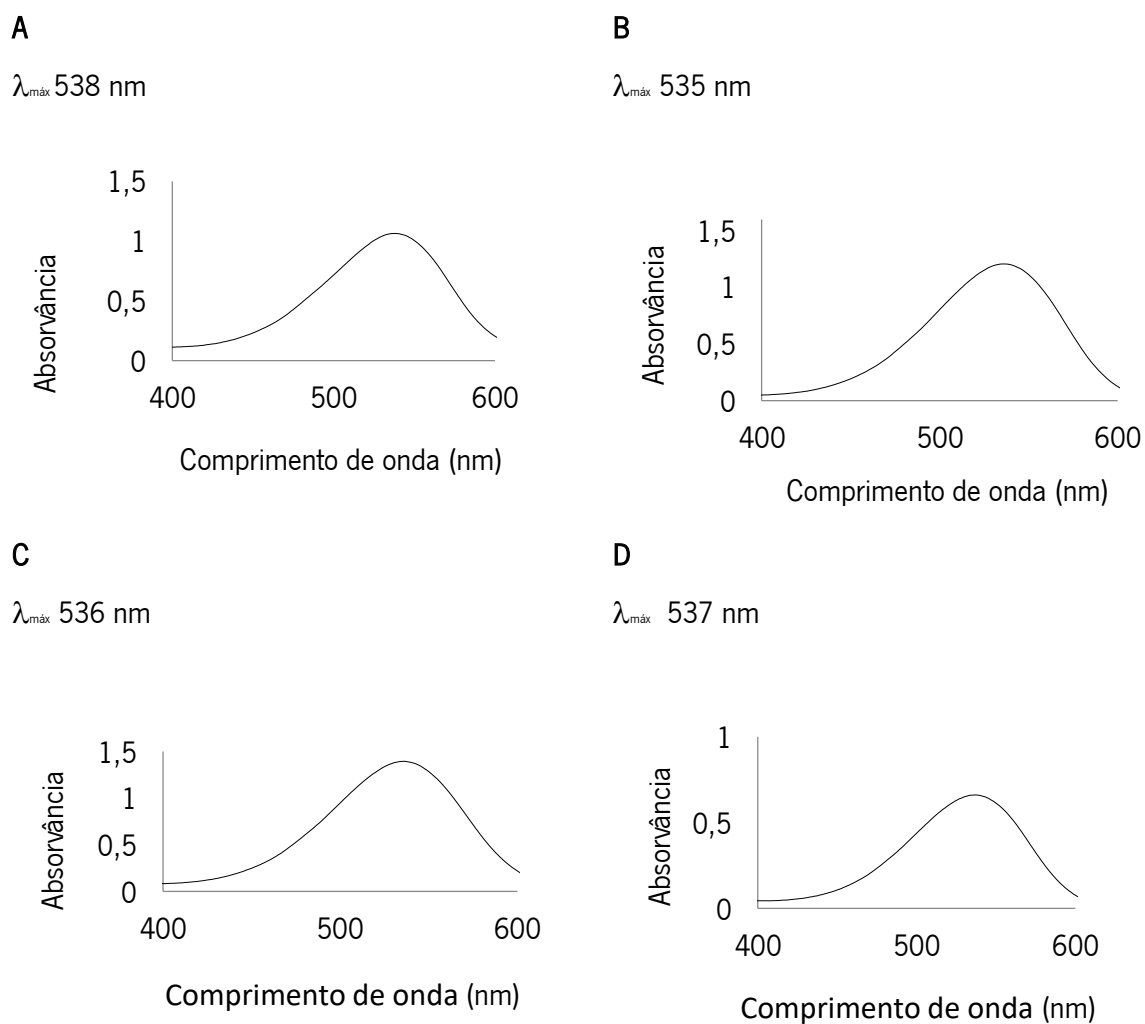 A
λmáx 538 nm
1,5
1
0,5
0
Absorvância
400 500 600
Comprimento de onda (nm)
B
λmáx 535 nm
1,5
1
0,5
0
Absorvância
400 500 600
Comprimento de onda (nm)
C
λmáx 536 nm
1,5
1
0,5
0
Absorvância
400 500 600
Comprimento de onda (nm)
D
λmáx 537 nm
1
0,5
0
Absorvância
400 500 600
Comprimento de onda (nm)